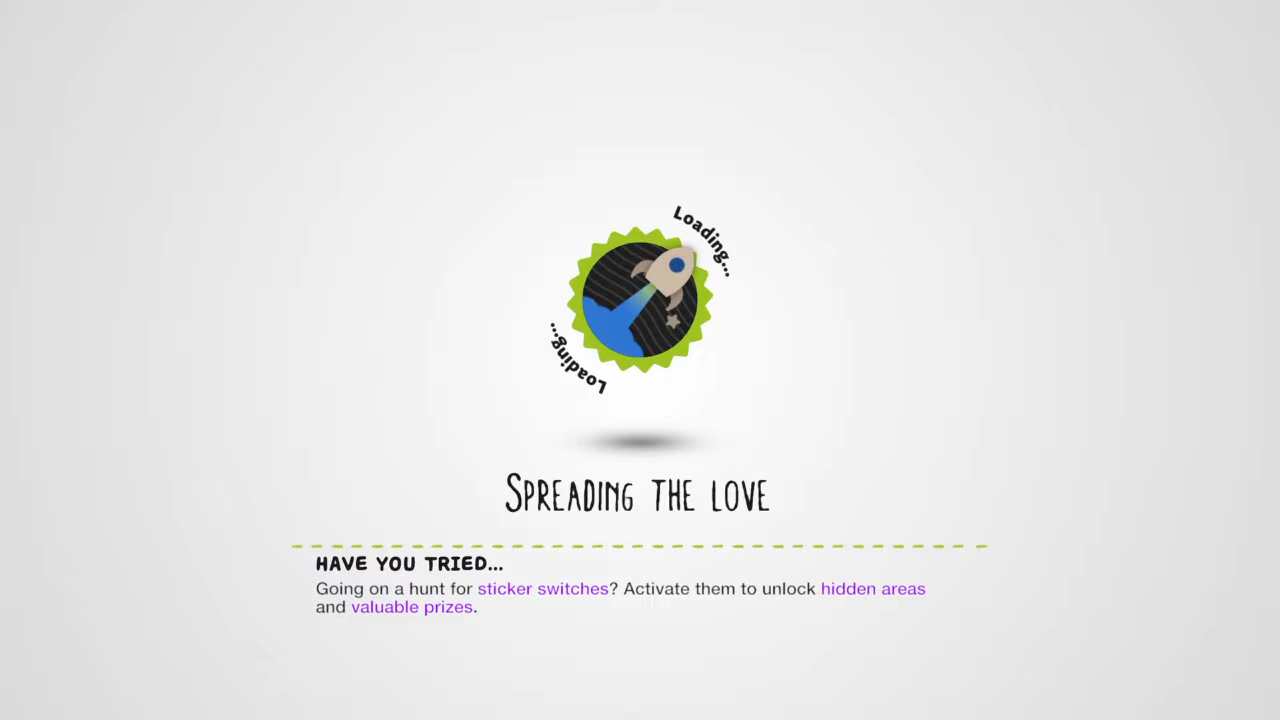 Loading...
Loading...
Spreading the love
HAVE YOU TRIED...
Going on a hunt for sticker switches? Activate them to unlock hidden areas
and valuable prizes.